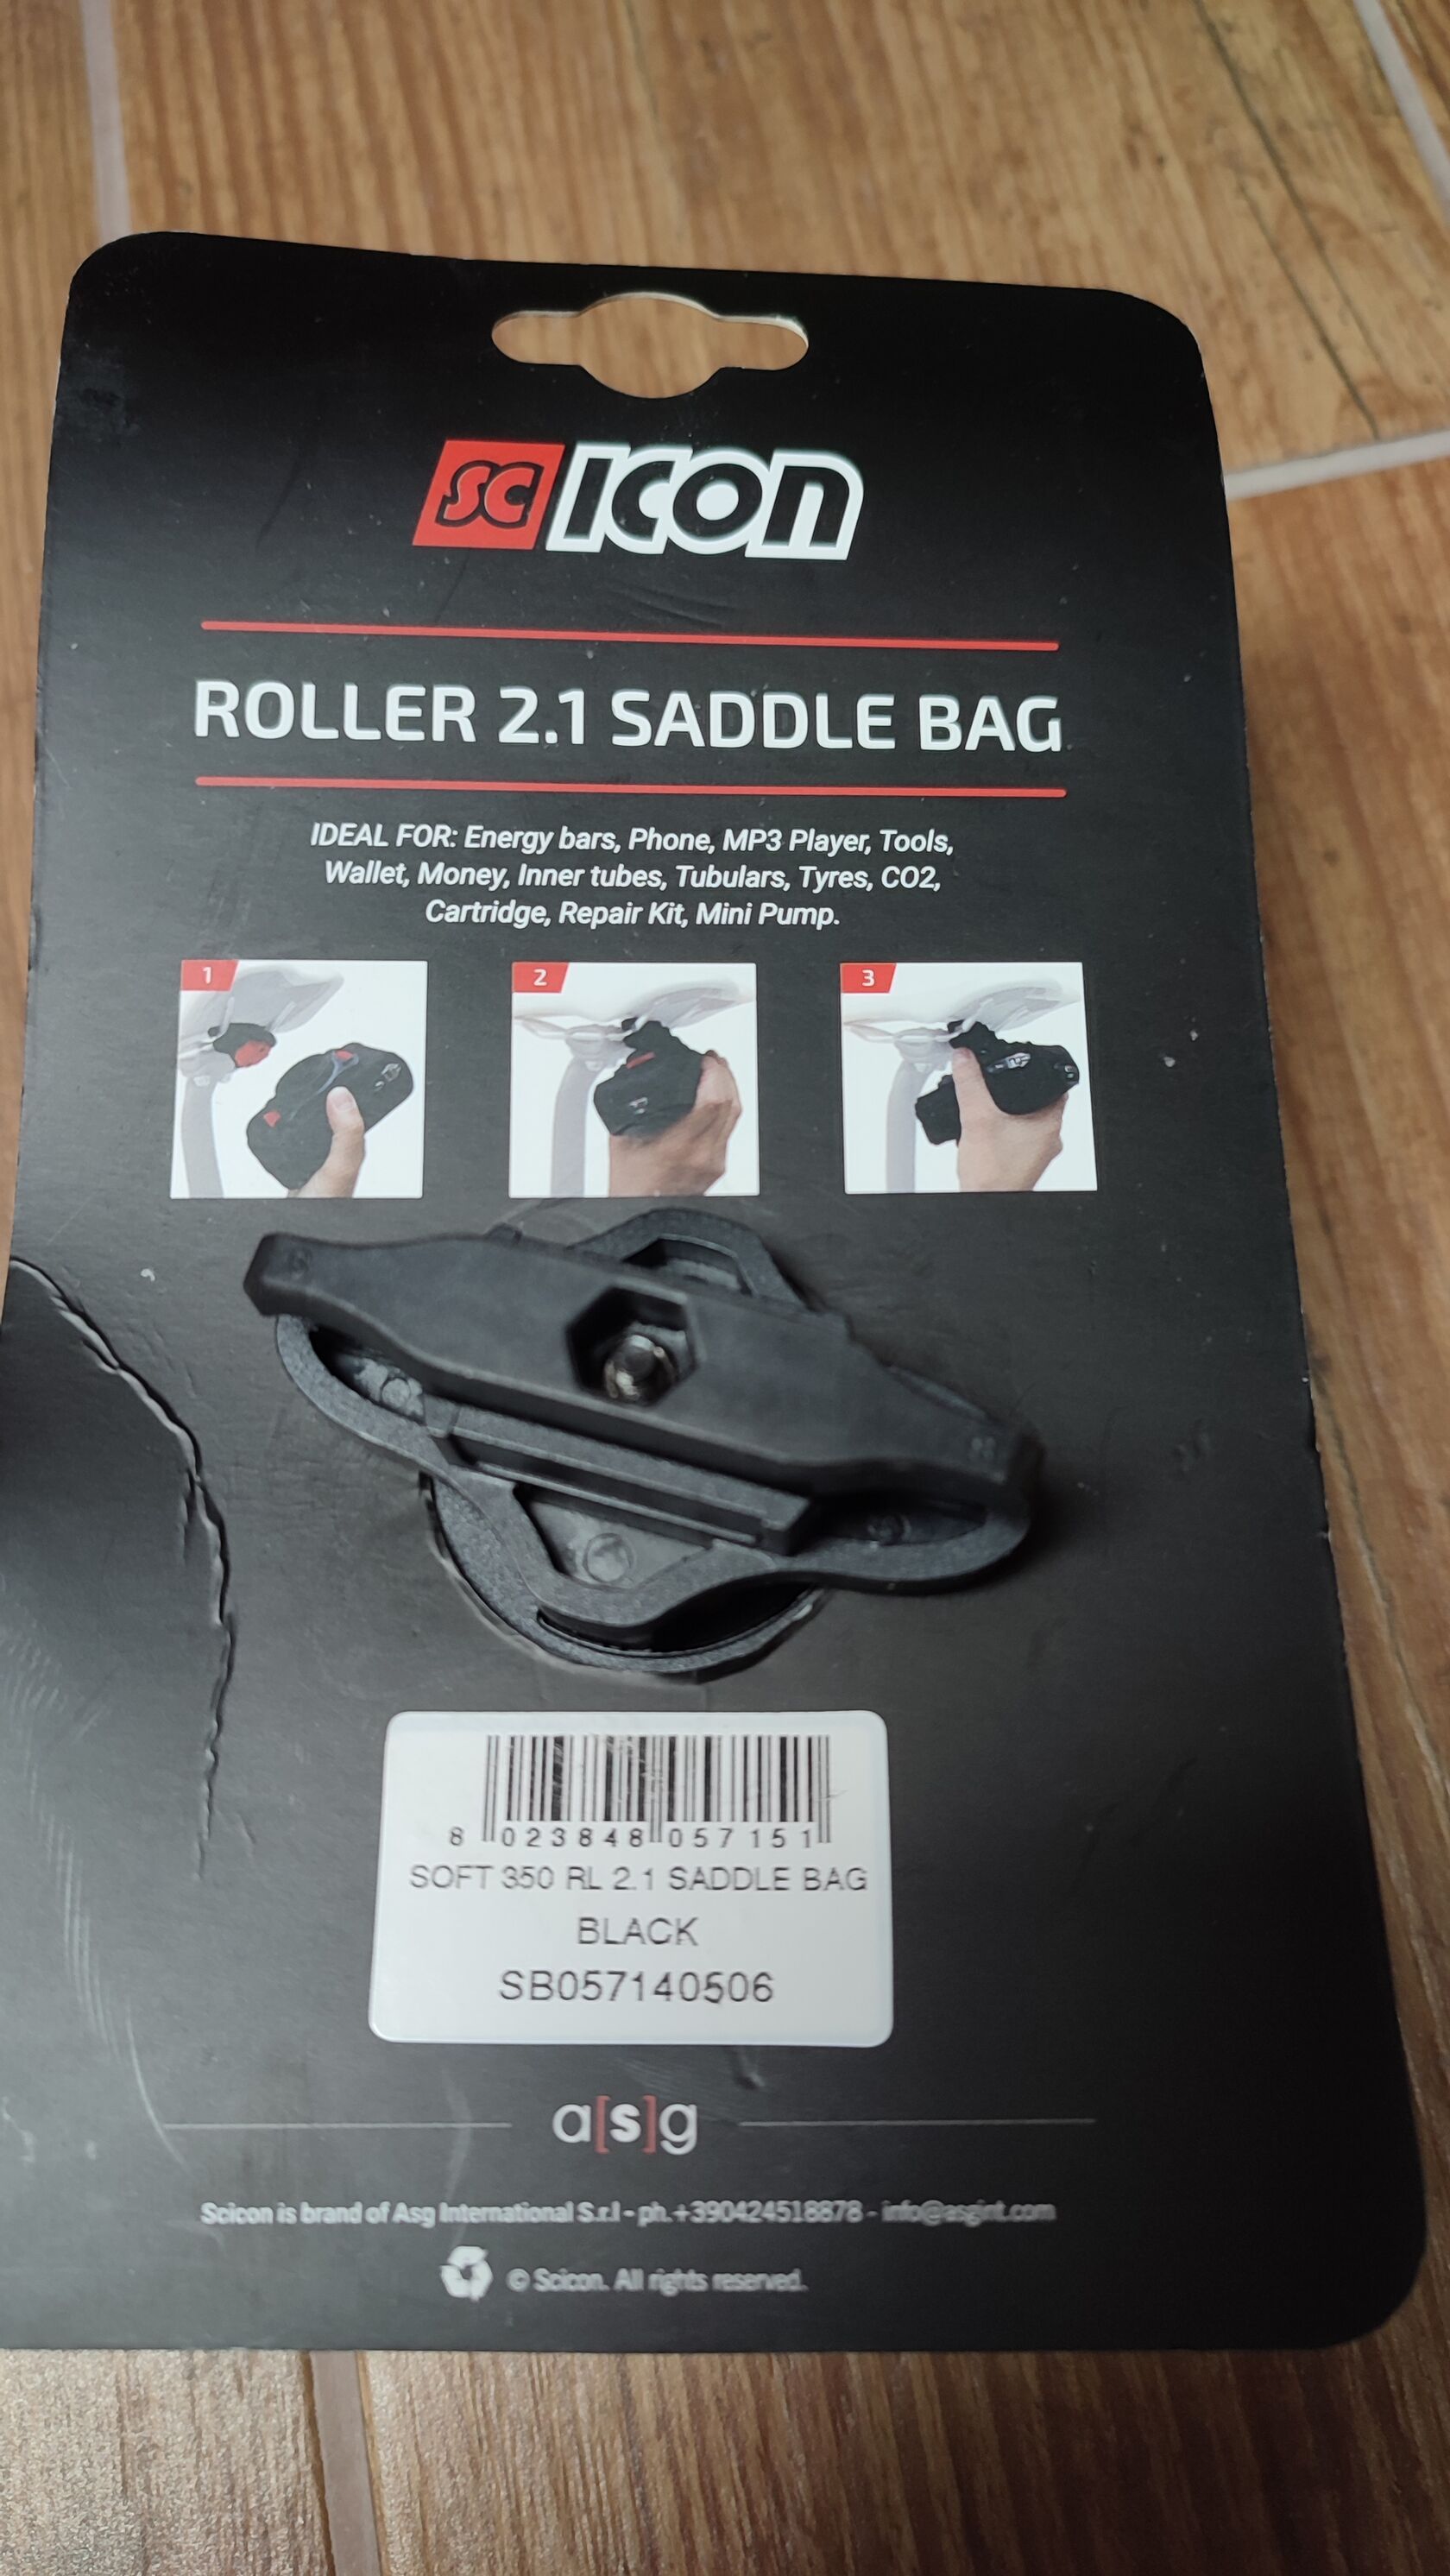 SCICON
ROLLER 2.1 SADDLE BAG
IDEAL FOR: Energy bars, Phone, MP3 Player, Tools,
Wallet, Money, Inner tubes, Tubulars, Tyres, CO2,
Cartridge, Repair Kit, Mini Pump.
1 2 3
8 023848 057151
SOFT 350 RL 2.1 SADDLE BAG
BLACK
SB057140506
a[s]g
Scicon is brand of Asg International S.r.l - ph.+390424518878 - info@asgint.com
© Scicon. All rights reserved.